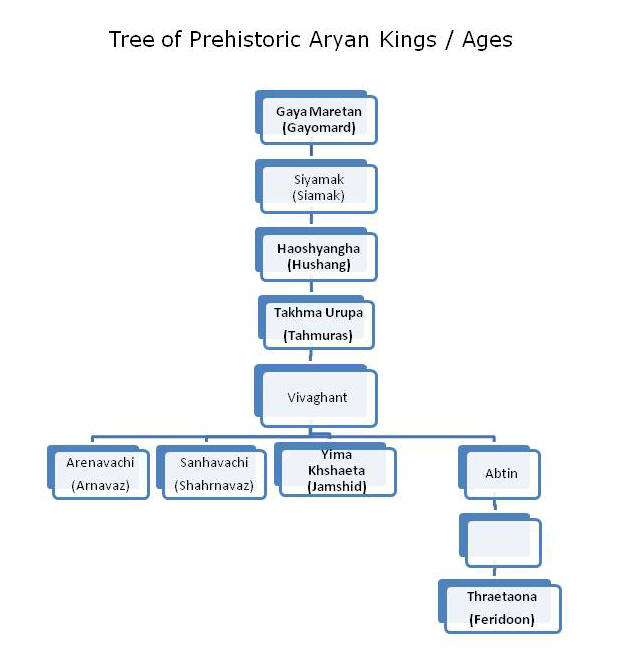 Tree of Prehistoric Aryan Kings / Ages
Gaya Maretan
(Gayomard)
Siyamak
(Siamak)
Haoshyangha
(Hushang)
Takhma Urupa
(Tahmuras)
Vivaghant
Arenavachi
(Arnavaz)
Sanhavachi
(Shahrnavaz)
Yima
Khshaeta
(Jamshid)
Abtin
Thraetaona
(Feridoon)